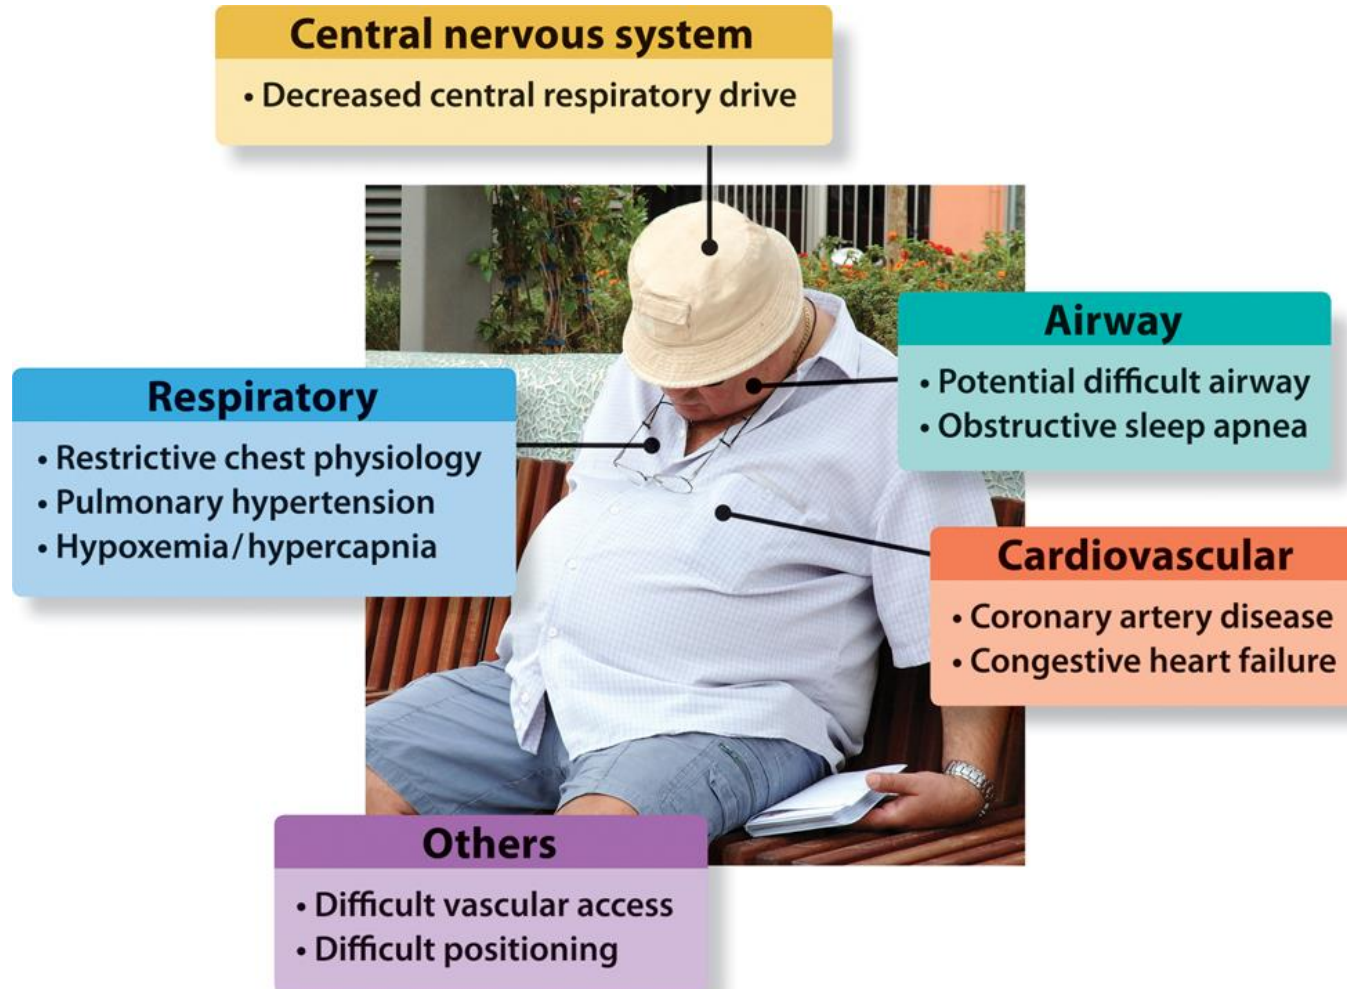 Central nervous system
• Decreased central respiratory drive
Airway
• Potential difficult airway
• Obstructive sleep apnea
Respiratory
• Restrictive chest physiology
• Pulmonary hypertension
• Hypoxemia/hypercapnia
Cardiovascular
• Coronary artery disease
• Congestive heart failure
Others
• Difficult vascular access
• Difficult positioning